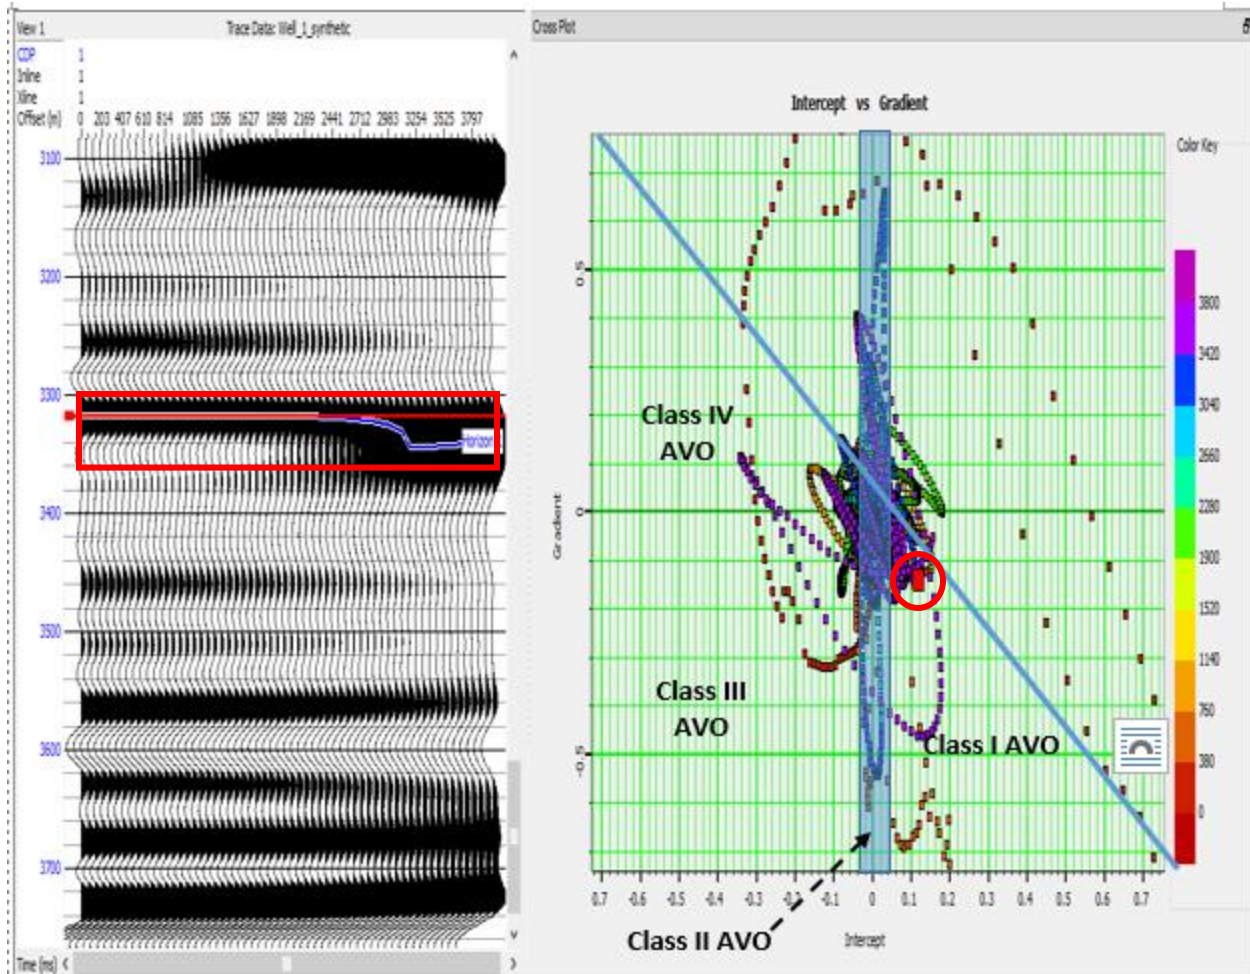 View 1
Trace Data: Well_1_synthetic
CDP 1
Inline 1
Xline 1
Offset (m) 0 203 407 610 814 1085 1356 1627 1898 2169 2441 2712 2983 3254 3525 3797
3100
3200
3300
Horizon
3400
3500
3600
3700
Time (ms)
Cross Plot
Intercept vs Gradient
Color Key
3800
3420
3040
2660
2280
1900
1520
1140
760
380
0
0.5
0
-0.5
Gradient
Class IV
AVO
Class III
AVO
Class I AVO
0.7 -0.6 -0.5 -0.4 -0.3 -0.2 -0.1 0 0.1 0.2 0.3 0.4 0.5 0.6 0.7
Class II AVO
Intercept